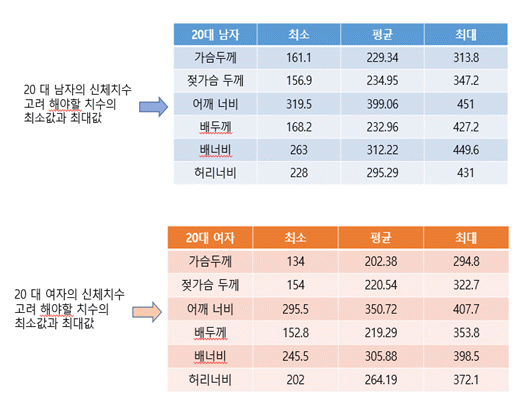 20대 남자 최소 평균 최대
가슴두께 161.1 229.34 313.8
젖가슴 두께 156.9 234.95 347.2
어깨 너비 319.5 399.06 451
배두께 168.2 232.96 427.2
배너비 263 312.22 449.6
허리너비 228 295.29 431
20 대 남자의 신체치수
고려 해야할 치수의
최소값과 최대값
20대 여자 최소 평균 최대
가슴두께 134 202.38 294.8
젖가슴 두께 154 220.54 322.7
어깨 너비 295.5 350.72 407.7
배두께 152.8 219.29 353.8
배너비 245.5 305.88 398.5
허리너비 202 264.19 372.1
20 대 여자의 신체치수
고려 해야할 치수의
최소값과 최대값